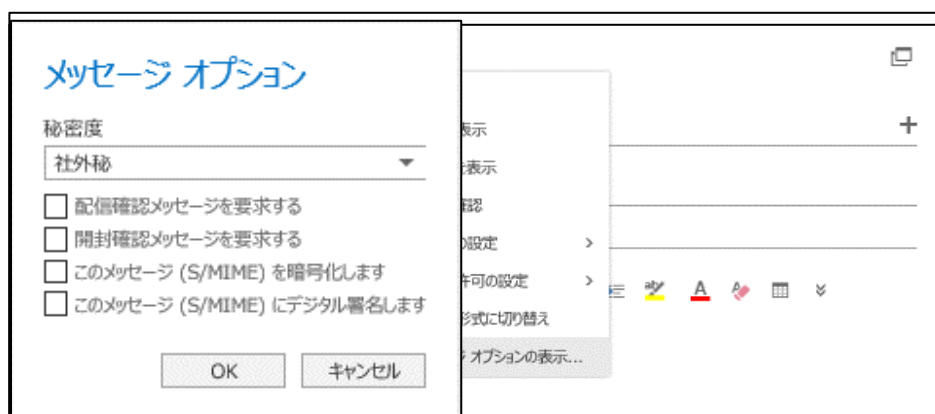 メッセージ オプション
秘密度
社外秘
配信確認メッセージを要求する
開封確認メッセージを要求する
このメッセージ (S/MIME) を暗号化します
このメッセージ (S/MIME) にデジタル署名します
OK
キャンセル
表示
を表示
確認
の設定
許可の設定
形式に切り替え
ジ オプションの表示...
aby
A